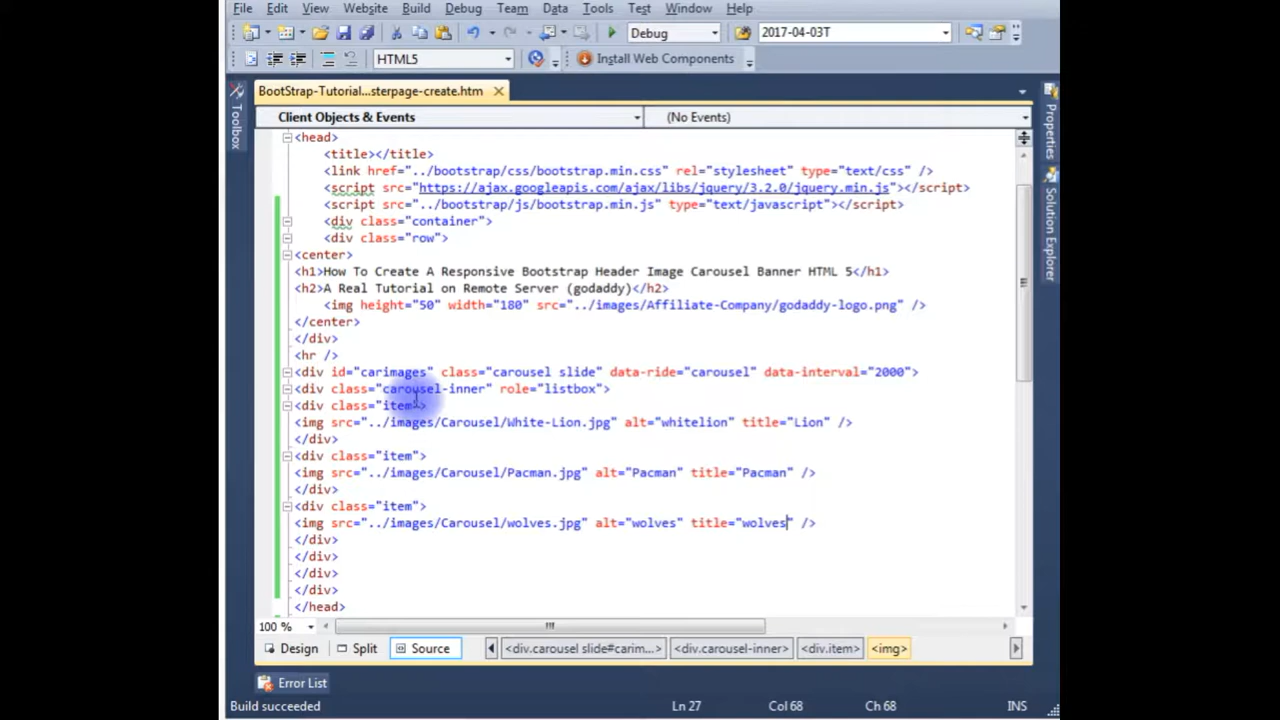 File Edit View Website Build Debug Team Data Tools Test Window Help
Debug 2017-04-03T
HTML5 Install Web Components
BootStrap-Tutorial...sterpage-create.htm
Toolbox
Properties
Solution Explorer
Client Objects & Events (No Events)
<head>
<title></title>
<link href="../bootstrap/css/bootstrap.min.css" rel="stylesheet" type="text/css" />
<script src="https://ajax.googleapis.com/ajax/libs/jquery/3.2.0/jquery.min.js"></script>
<script src="../bootstrap/js/bootstrap.min.js" type="text/javascript"></script>
<div class="container">
<div class="row">
<center>
<h1>How To Create A Responsive Bootstrap Header Image Carousel Banner HTML 5</h1>
<h2>A Real Tutorial on Remote Server (godaddy)</h2>
<img height="50" width="180" src="../images/Affiliate-Company/godaddy-logo.png" />
</center>
</div>
<hr />
<div id="carimages" class="carousel slide" data-ride="carousel" data-interval="2000">
<div class="carousel-inner" role="listbox">
<div class="item">
<img src="../images/Carousel/White-Lion.jpg" alt="whitelion" title="Lion" />
</div>
<div class="item">
<img src="../images/Carousel/Pacman.jpg" alt="Pacman" title="Pacman" />
</div>
<div class="item">
<img src="../images/Carousel/wolves.jpg" alt="wolves" title="wolves" />
</div>
</div>
</div>
</div>
</head>
100 %
Design Split Source <div.carousel slide#carim...> <div.carousel-inner> <div.item> <img>
Error List
Build succeeded Ln 27 Col 68 Ch 68 INS